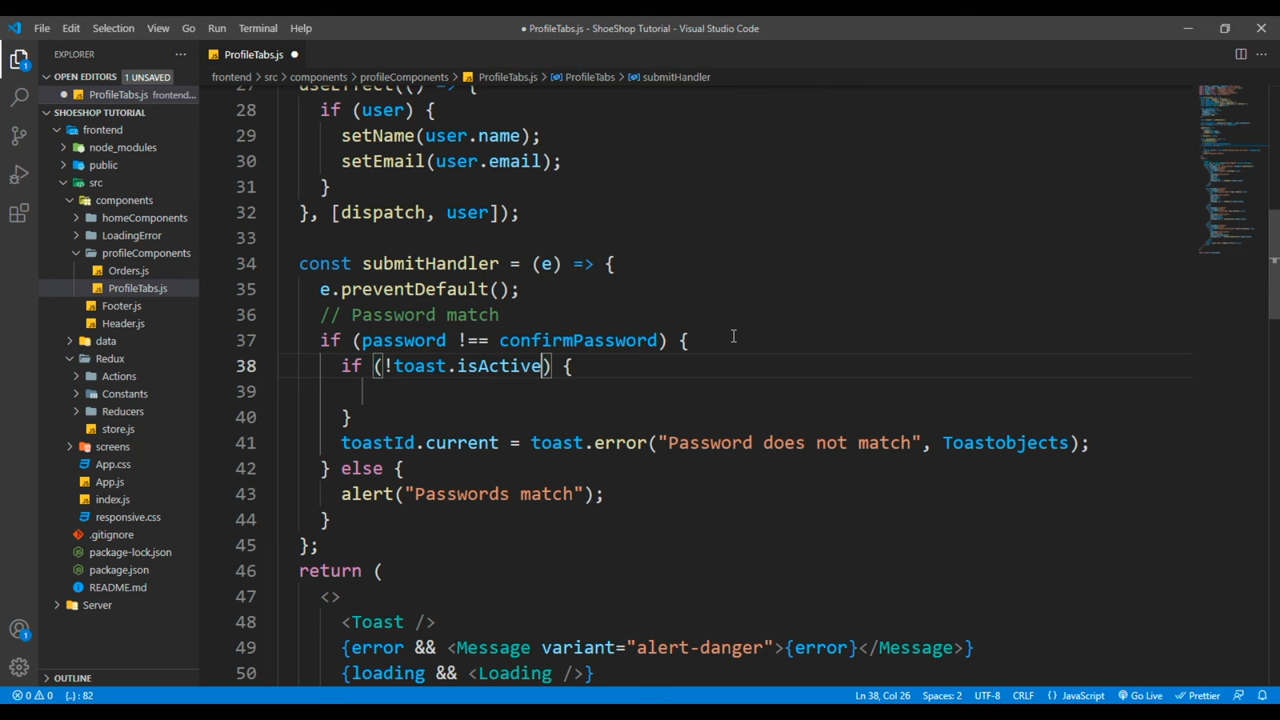 File Edit Selection View Go Run Terminal Help
● ProfileTabs.js - ShoeShop Tutorial - Visual Studio Code
EXPLORER
OPEN EDITORS 1 UNSAVED
ProfileTabs.js frontend...
SHOESHOP TUTORIAL
frontend
node_modules
public
src
components
homeComponents
LoadingError
profileComponents
Orders.js
ProfileTabs.js
Footer.js
Header.js
data
Redux
Actions
Constants
Reducers
store.js
screens
App.css
App.js
index.js
responsive.css
.gitignore
package-lock.json
package.json
README.md
Server
OUTLINE
ProfileTabs.js
frontend > src > components > profileComponents > ProfileTabs.js > ProfileTabs > submitHandler
27 useEffect(() => {
28 if (user) {
29 setName(user.name);
30 setEmail(user.email);
31 }
32 }, [dispatch, user]);
33
34 const submitHandler = (e) => {
35 e.preventDefault();
36 // Password match
37 if (password !== confirmPassword) {
38 if (!toast.isActive) {
39
40 }
41 toastId.current = toast.error("Password does not match", Toastobjects);
42 } else {
43 alert("Passwords match");
44 }
45 };
46 return (
47 <>
48 <Toast />
49 {error && <Message variant="alert-danger">{error}</Message>}
50 {loading && <Loading />}
0 0 {..} : 82
Ln 38, Col 26 Spaces: 2 UTF-8 CRLF {} JavaScript Go Live Prettier